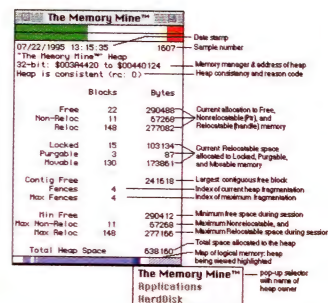 The Memory Mine™
Date stamp
07/22/1995 13:15:35 1607 Sample number
"The Memory Mine™" Heap
32-bit: $003A4420 to $00440124 Memory manager & address of heap
Heap is consistent (rc: 0) Heap consistency and reason code
Blocks Bytes
Free 22 290488 Current allocation to Free,
Non-Reloc 11 67268 Nonrelocatable(Ptr), and
Reloc 148 277082 Relocatable(handle) memory
Locked 15 103134 Current Relocatable space
Purgable 3 87 allocated to Locked, Purgable,
Movable 130 173861 and Moveable memory
Contig Free 241618 Largest contiguous free block
Fences 4 Index of current heap fragmentation
Max Fences 4 Index of maximum fragmentation
Min Free 290412 Minimum free space during session
Max Non-Reloc 11 67268 Maximum Nonrelocatable, and
Max Reloc 148 277166 Maximum Relocatable space during session
Total space allocated to the heap
Total Heap Space 638160 Map of logical memory: heap
being viewed highlighted
The Memory Mine™ pop-up selector
Applications with name of
HardDisk heap owner